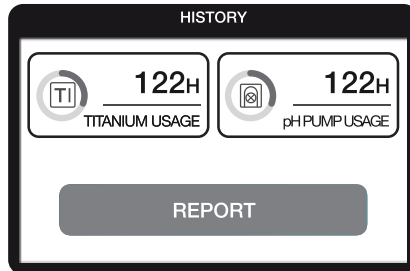 HISTORY
TI
122H
TITANIUM USAGE
122H
pH PUMP USAGE
REPORT